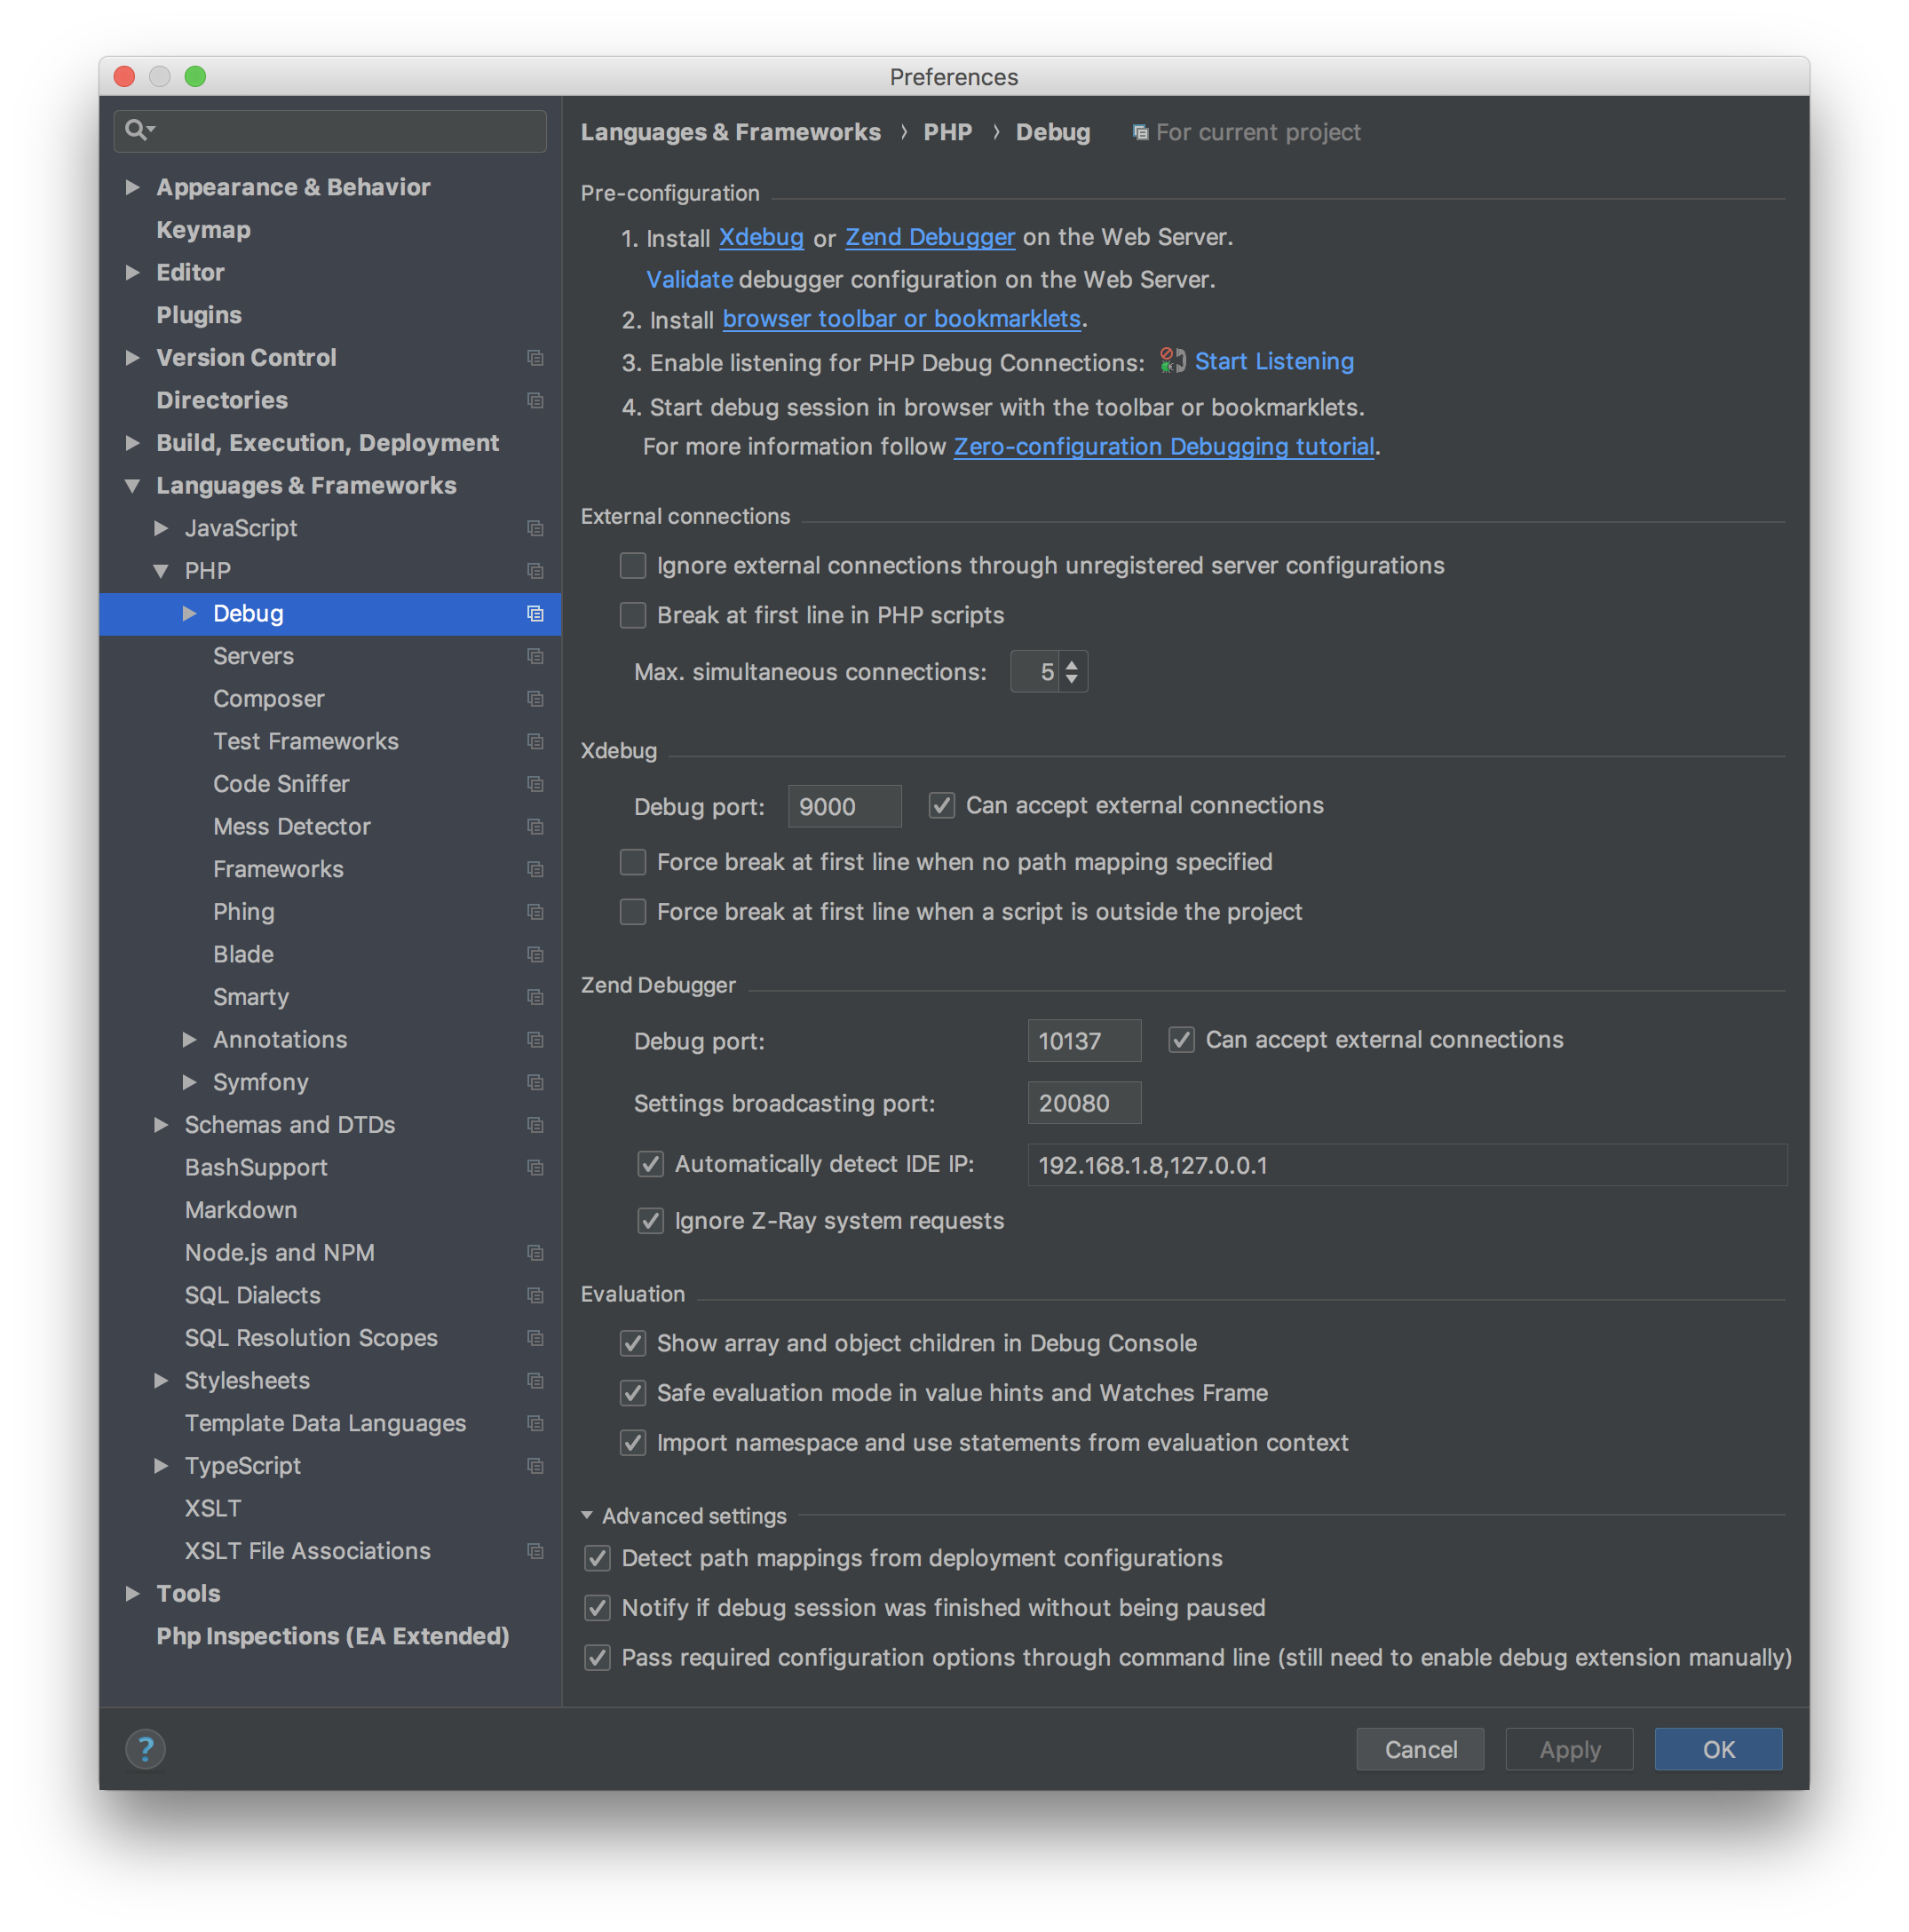 Preferences
Appearance & Behavior
Keymap
Editor
Plugins
Version Control
Directories
Build, Execution, Deployment
Languages & Frameworks
JavaScript
PHP
Debug
Servers
Composer
Test Frameworks
Code Sniffer
Mess Detector
Frameworks
Phing
Blade
Smarty
Annotations
Symfony
Schemas and DTDs
BashSupport
Markdown
Node.js and NPM
SQL Dialects
SQL Resolution Scopes
Stylesheets
Template Data Languages
TypeScript
XSLT
XSLT File Associations
Tools
Php Inspections (EA Extended)
Languages & Frameworks › PHP › Debug For current project
Pre-configuration
1. Install Xdebug or Zend Debugger on the Web Server.
Validate debugger configuration on the Web Server.
2. Install browser toolbar or bookmarklets.
3. Enable listening for PHP Debug Connections: Start Listening
4. Start debug session in browser with the toolbar or bookmarklets.
For more information follow Zero-configuration Debugging tutorial.
External connections
Ignore external connections through unregistered server configurations
Break at first line in PHP scripts
Max. simultaneous connections: 5
Xdebug
Debug port: 9000 Can accept external connections
Force break at first line when no path mapping specified
Force break at first line when a script is outside the project
Zend Debugger
Debug port: 10137 Can accept external connections
Settings broadcasting port: 20080
Automatically detect IDE IP: 192.168.1.8,127.0.0.1
Ignore Z-Ray system requests
Evaluation
Show array and object children in Debug Console
Safe evaluation mode in value hints and Watches Frame
Import namespace and use statements from evaluation context
Advanced settings
Detect path mappings from deployment configurations
Notify if debug session was finished without being paused
Pass required configuration options through command line (still need to enable debug extension manually)
? Cancel Apply OK